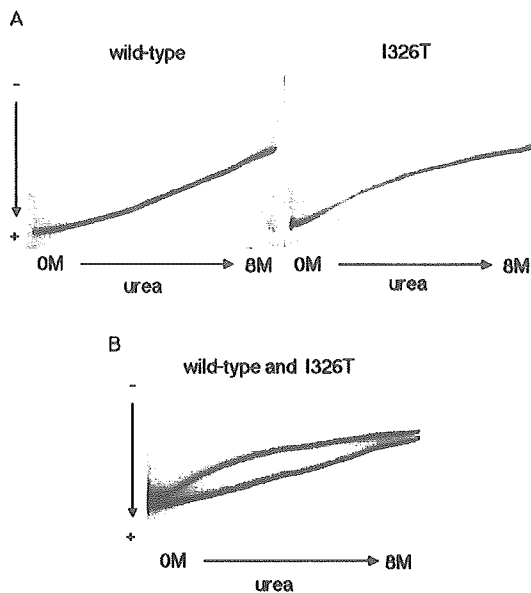 A
wild-type
I326T
-
+
0M
8M
urea
0M
8M
urea
B
wild-type and I326T
-
+
0M
8M
urea